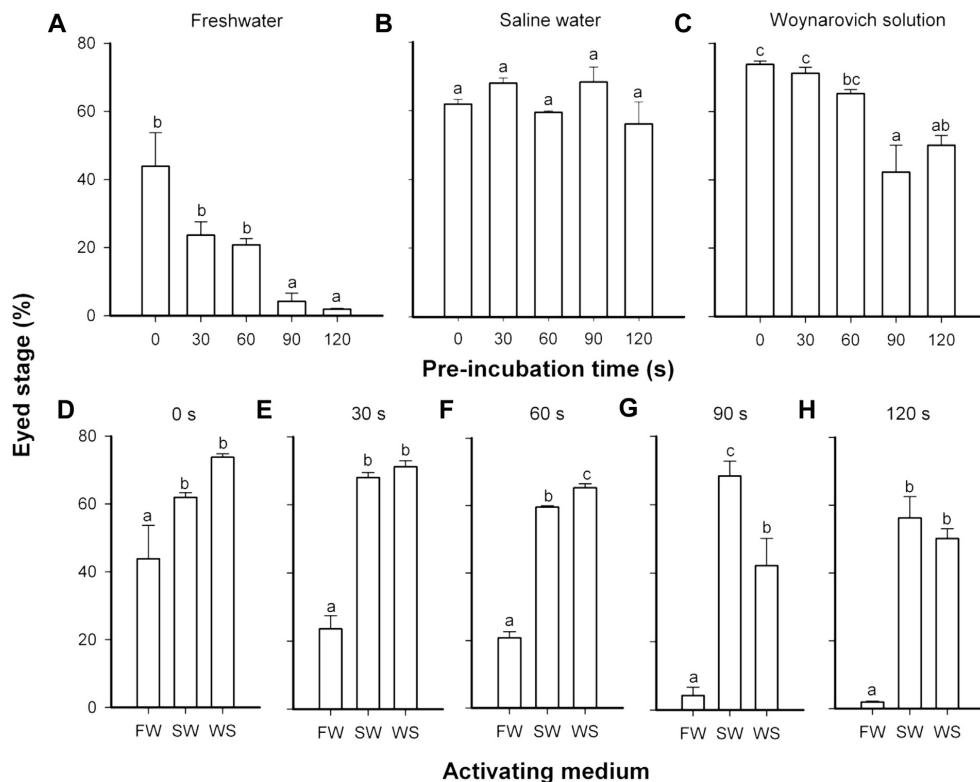 A Freshwater
B Saline water
C Woynarovich solution
80
60
40
20
0
b b b a a
a a a a a
c c bc a ab
0 30 60 90 120
0 30 60 90 120
0 30 60 90 120
Pre-incubation time (s)
Eyed stage (%)
D 0 s
E 30 s
F 60 s
G 90 s
H 120 s
80
60
40
20
0
a b b
a b b
a b c
a c b
a b b
FW SW WS
FW SW WS
FW SW WS
FW SW WS
FW SW WS
Activating medium